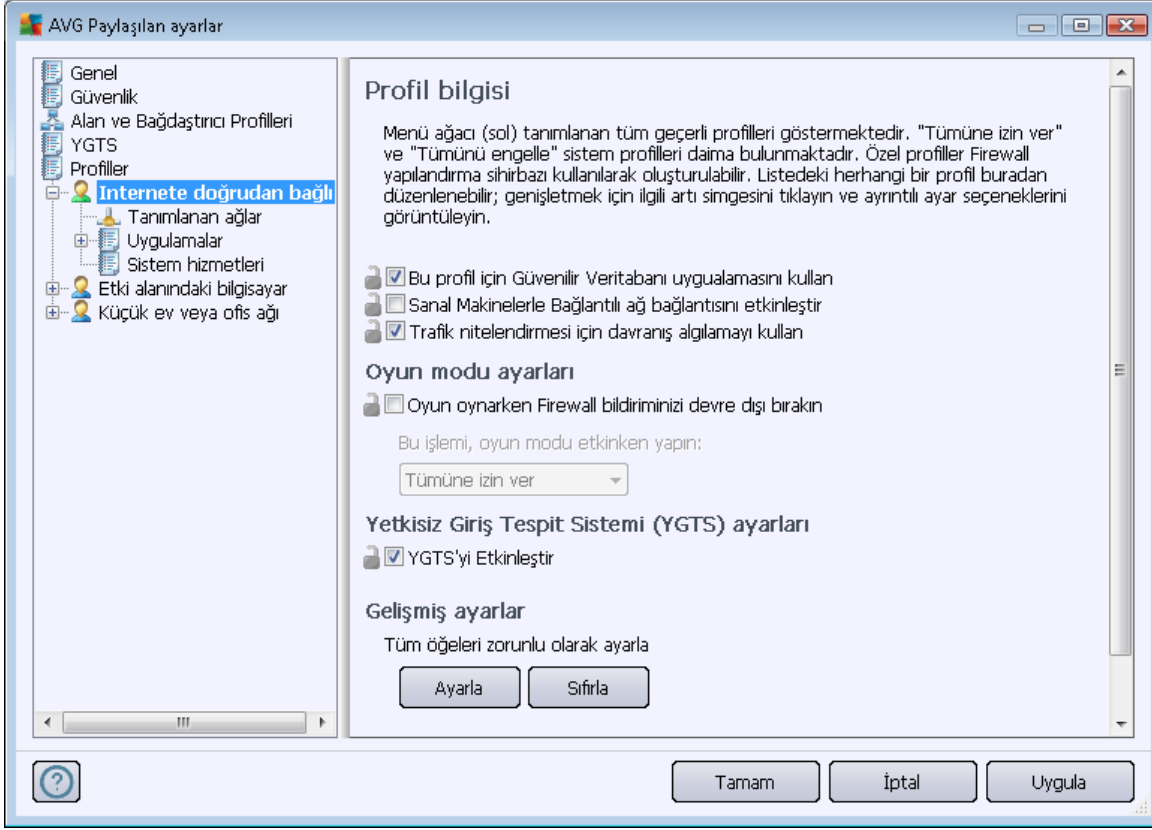 AVG Paylaşılan ayarlar
Genel
Güvenlik
Alan ve Bağdaştırıcı Profilleri
YGTS
Profiller
Internete doğrudan bağlı
Tanımlanan ağlar
Uygulamalar
Sistem hizmetleri
Etki alanındaki bilgisayar
Küçük ev veya ofis ağı
Profil bilgisi
Menü ağacı (sol) tanımlanan tüm geçerli profilleri göstermektedir. "Tümüne izin ver"
ve "Tümünü engelle" sistem profilleri daima bulunmaktadır. Özel profiller Firewall
yapılandırma sihirbazı kullanılarak oluşturulabilir. Listedeki herhangi bir profil buradan
düzenlenebilir; genişletmek için ilgili artı simgesini tıklayın ve ayrıntılı ayar seçeneklerini
görüntüleyin.
Bu profil için Güvenilir Veritabanı uygualamasını kullan
Sanal Makinelerle Bağlantılı ağ bağlantısını etkinleştir
Trafik nitelendirmesi için davranış algılamayı kullan
Oyun modu ayarları
Oyun oynarken Firewall bildiriminizi devre dışı bırakın
Bu işlemi, oyun modu etkinken yapın:
Tümüne izin ver
Yetkisiz Giriş Tespit Sistemi (YGTS) ayarları
YGTS'yi Etkinleştir
Gelişmiş ayarlar
Tüm öğeleri zorunlu olarak ayarla
Ayarla
Sıfırla
Tamam
İptal
Uygula